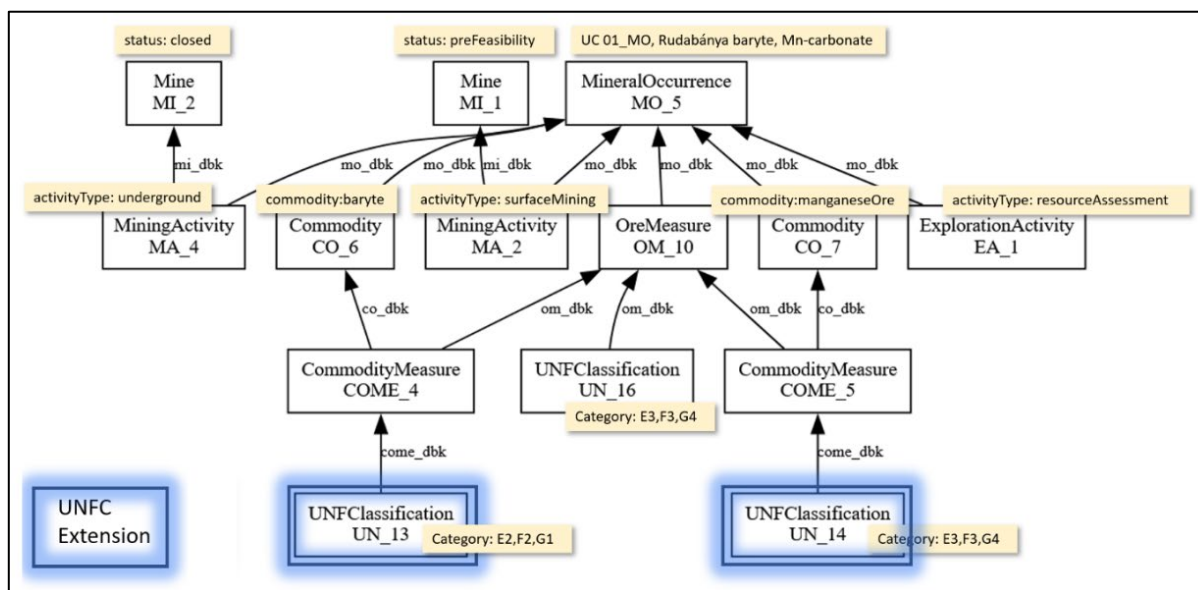 status: closed
status: preFeasibility
UC 01_MO, Rudabánya baryte, Mn-carbonate
Mine
MI_2
Mine
MI_1
MineralOccurrence
MO_5
mi_dbk
mo_dbk
mo_dbk
mi_dbk
mo_dbk
mo_dbk
mo_dbk
mo_dbk
activityType: underground
commodity:baryte
activityType: surfaceMining
commodity:manganeseOre
activityType: resourceAssessment
MiningActivity
MA_4
Commodity
CO_6
MiningActivity
MA_2
OreMeasure
OM_10
Commodity
CO_7
ExplorationActivity
EA_1
co_dbk
om_dbk
om_dbk
om_dbk
co_dbk
CommodityMeasure
COME_4
UNFClassification
UN_16
CommodityMeasure
COME_5
Category: E3,F3,G4
come_dbk
come_dbk
UNFC
Extension
UNFClassification
UN_13
Category: E2,F2,G1
UNFClassification
UN_14
Category: E3,F3,G4